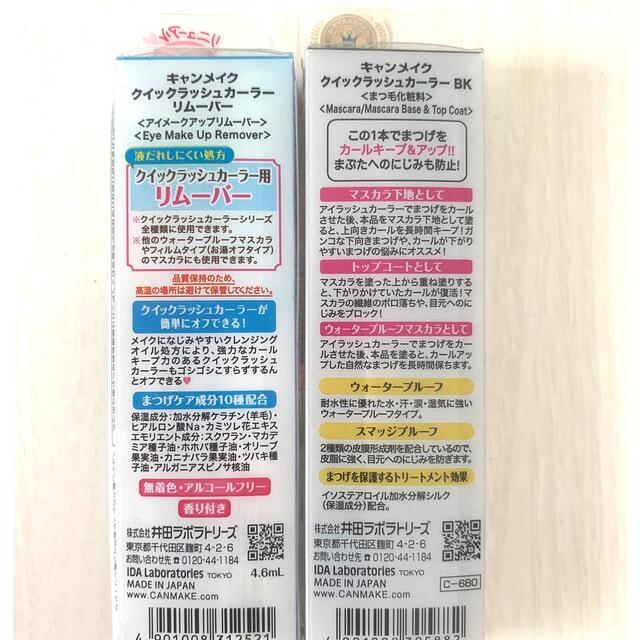 リニューアル
キャンメイク
クイックラッシュカーラー
リムーバー
<アイメークアップリムーバー>
<Eye Make Up Remover>
液だれしにくい処方
クイックラッシュカーラー用
リムーバー
※クイックラッシュカーラーシリーズ
全種類に使用できます。
※他のウォータープルーフマスカラ
やフィルムタイプ(お湯オフタイプ)
のマスカラにも使用できます。
品質保持のため、
高温の場所は避けて保管してください。
クイックラッシュカーラーが
簡単にオフできる!
メイクになじみやすいクレンジング
オイル処方により、強力なカール
キープ力のあるクイックラッシュ
カーラーもゴシゴシこすらずするん
とオフできる♥
まつげケア成分10種配合
保湿成分:加水分解ケラチン(羊毛)・
ヒアルロン酸Na・カミツレ花エキス
エモリエント成分:スクワラン・マカデ
ミア種子油・ホホバ種子油・オリーブ
果実油・カニナバラ果実油・ツバキ種
子油・アルガニアスピノサ核油
無着色・アルコールフリー
香り付き
株式会社 井田ラボラトリーズ
東京都千代田区麹町 4-2-6
お問い合わせ先 ☎ 0120-44-1184
IDA Laboratories TOKYO
4.6mL
MADE IN JAPAN
www.CANMAKE.com
4 901008 312521
キャンメイク
クイックラッシュカーラー BK
<まつ毛化粧料>
<Mascara/Mascara Base & Top Coat>
この1本でまつげを
カールキープ&アップ!!
まぶたへのにじみも防止!
マスカラ下地として
アイラッシュカーラーでまつげをカール
させた後、本品をマスカラ下地として塗
ると、上向きカールを長時間キープ!ガ
ンコな下向きまつげや、カールが下がり
やすいまつげの悩みにオススメ!
トップコートとして
マスカラを塗った上から重ね塗りする
と、下がりかけていたカールが復活!マス
カラの繊維のポロ落ちや、目元へのに
じみをブロック!
ウォータープルーフマスカラとして
アイラッシュカーラーでまつげをカール
させた後、本品を塗ると、カールアップ
した自然なまつげを長時間保ちます。
ウォータープルーフ
耐水性に優れた水・汗・涙・湿気に強い
ウォータープルーフタイプ。
スマッジプルーフ
2種類の皮膜形成剤を配合しているので、
皮脂に強く、目元へのにじみを防ぎます。
まつげを保護するトリートメント効果
イソステアロイル加水分解シルク
(保湿成分)配合。
株式会社 井田ラボラトリーズ
東京都千代田区麹町 4-2-6
お問い合わせ先 ☎ 0120-44-1184
IDA Laboratories TOKYO
MADE IN JAPAN
www.CANMAKE.com
C-680